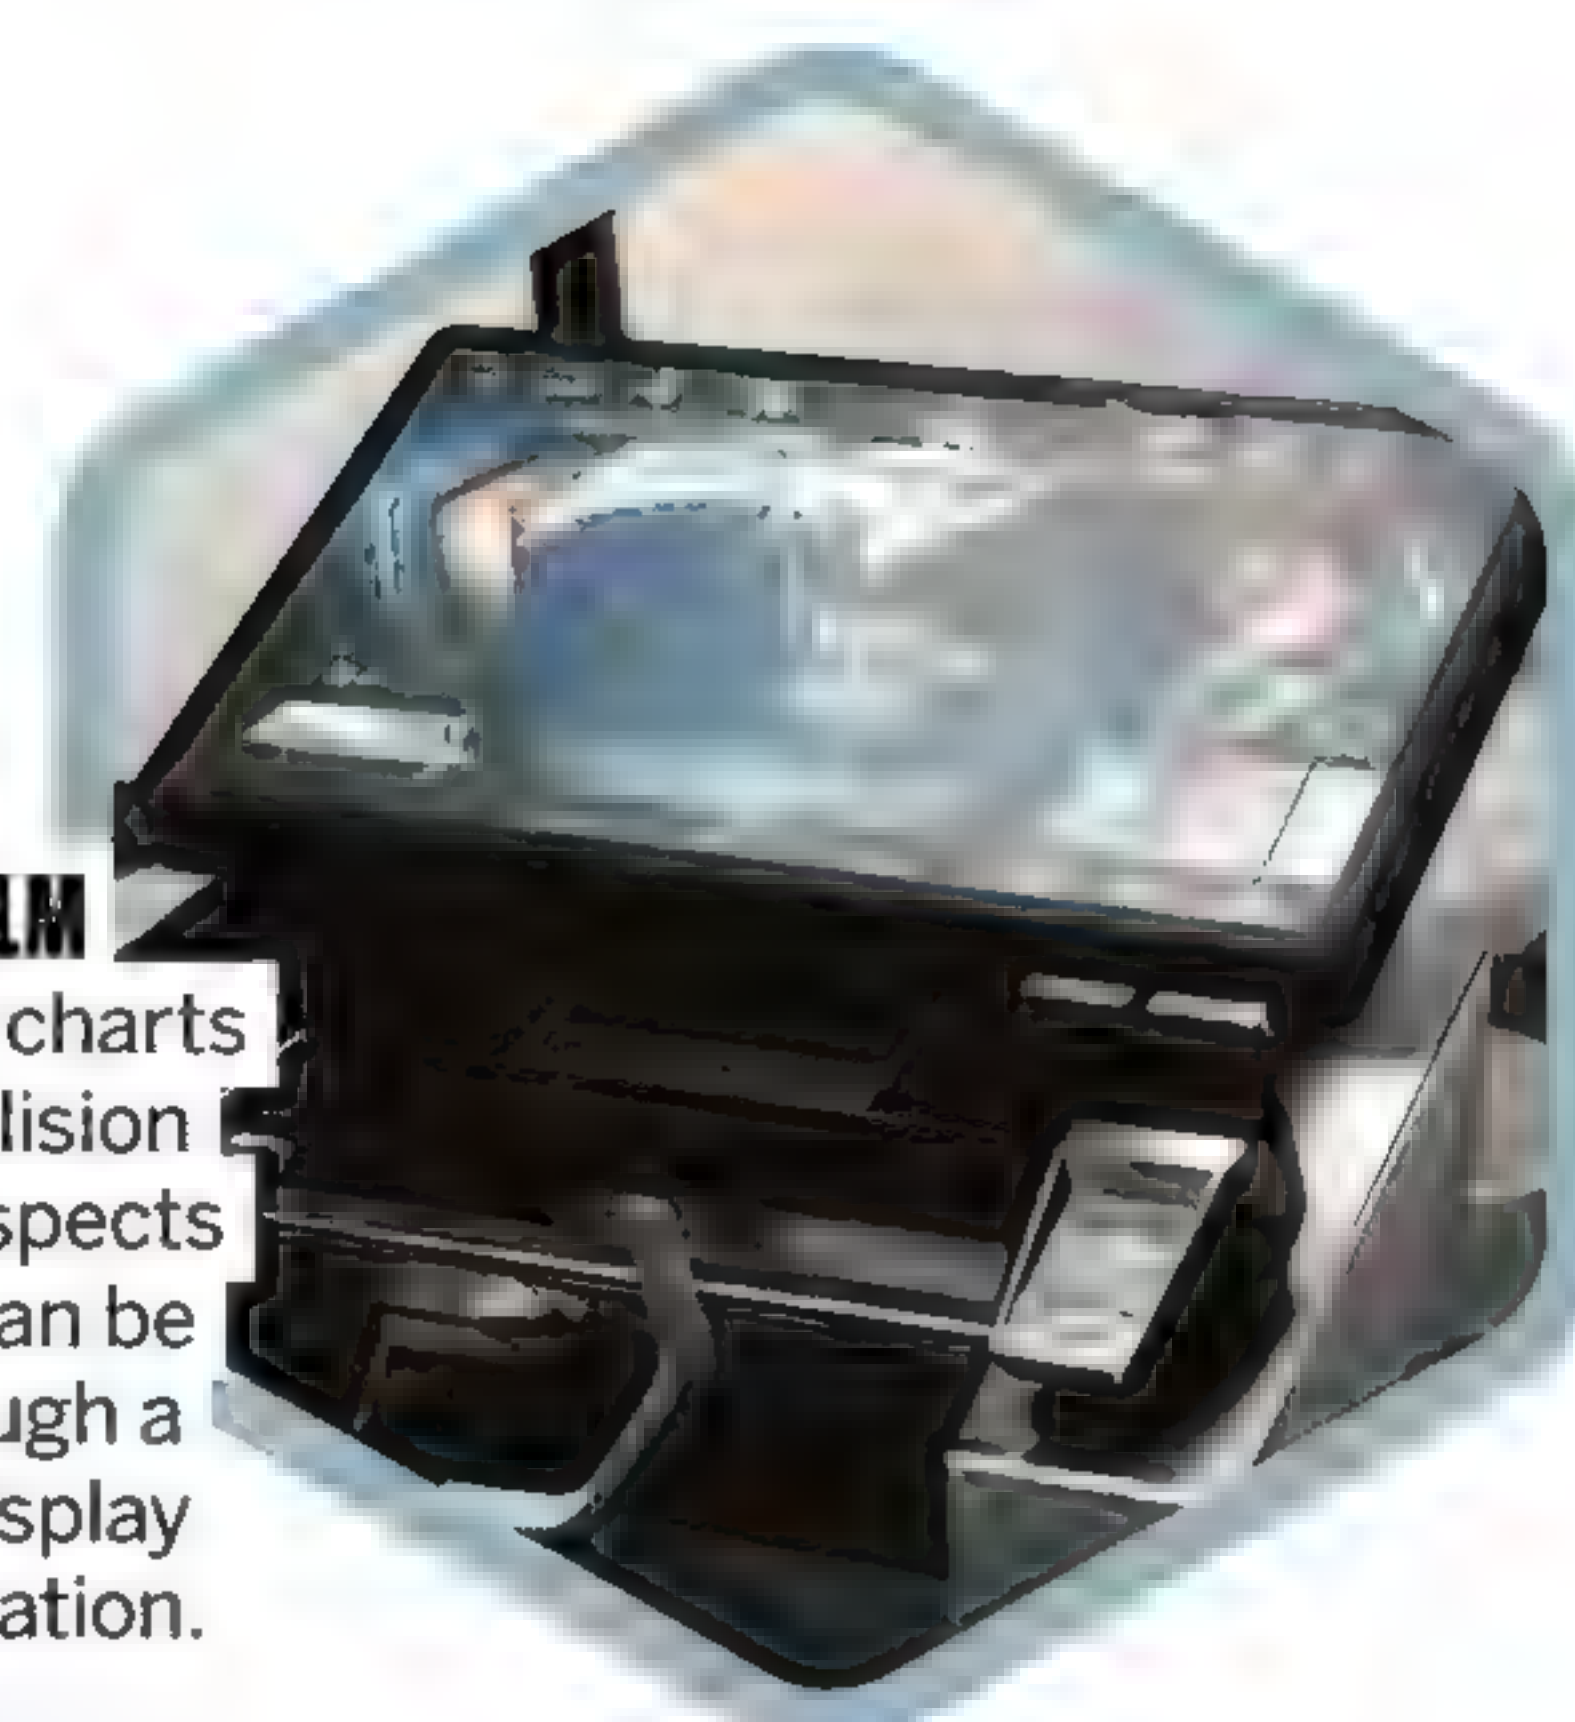 charts
lision
spects
an be
ugh a
splay
ation.